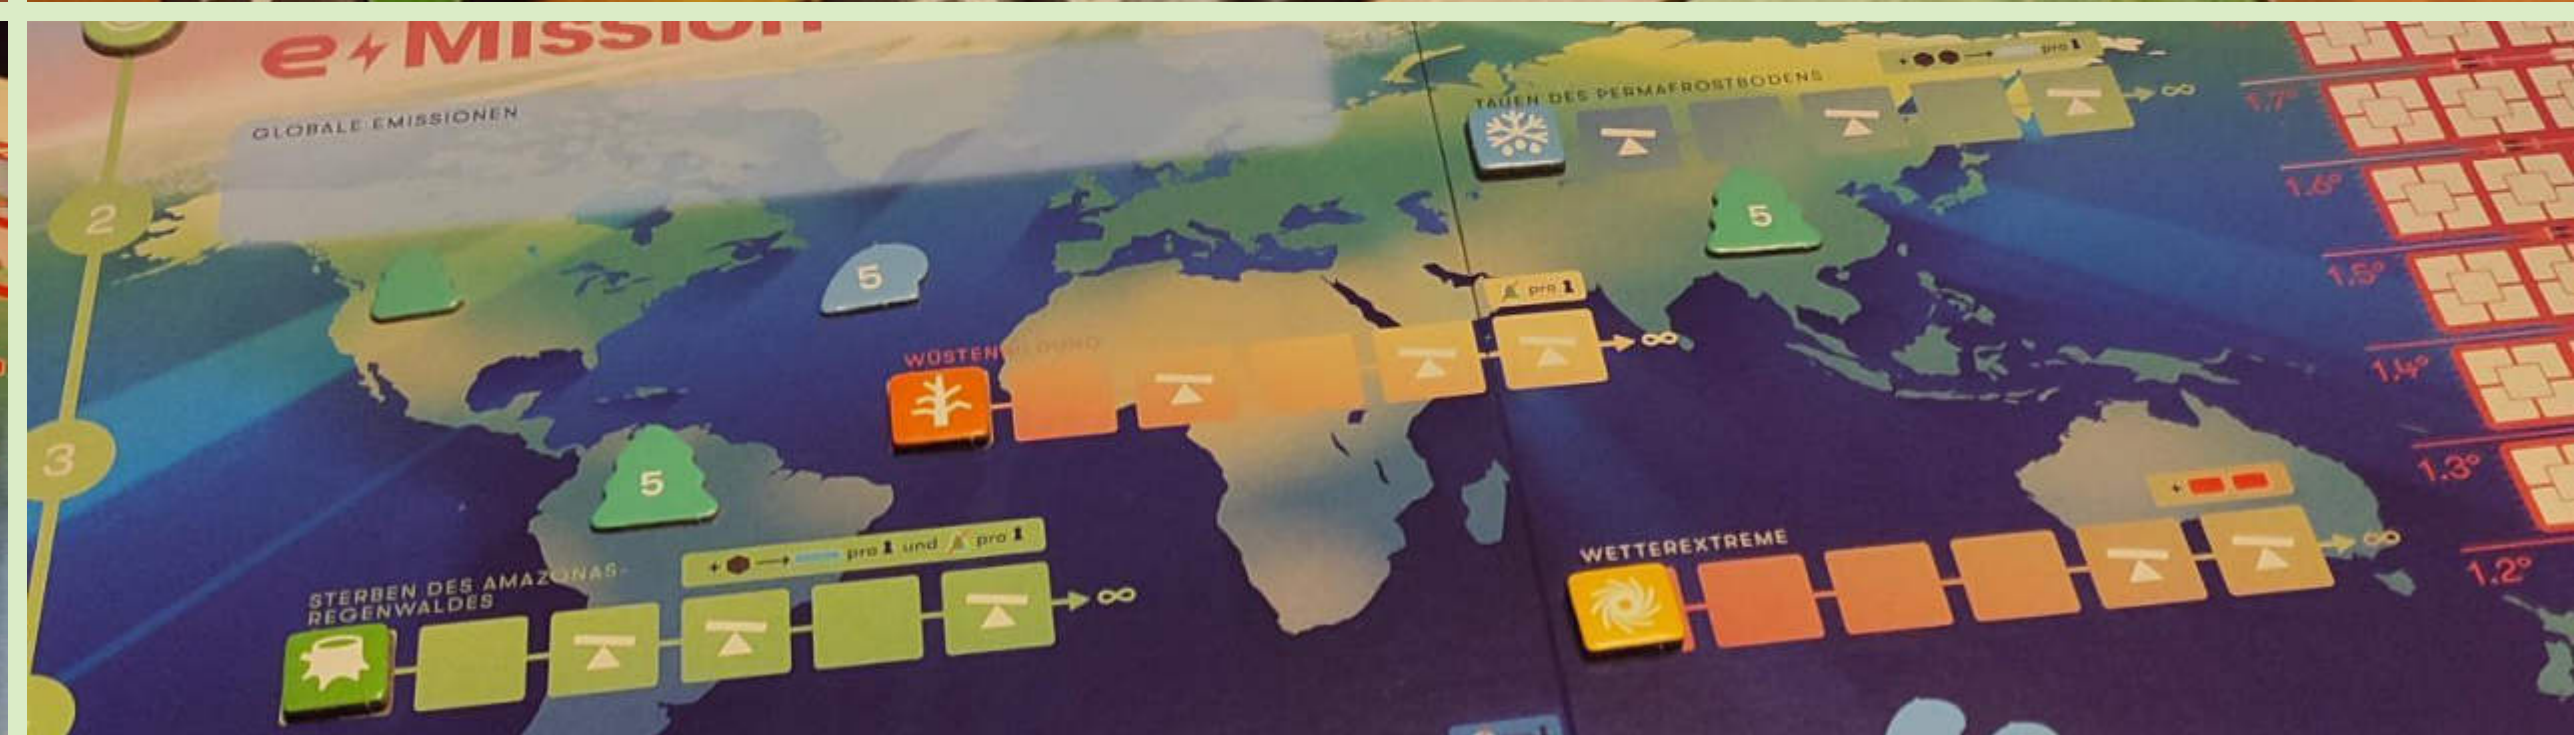 e Mission
GLOBALE EMISSIONEN
TAUEN DES PERMAFROSTBODENS
+ → pro
∞
1.7°
2
5
1.6°
5
pro
1.5°
WÜSTENBILDUNG
∞
1.4°
3
5
1.3°
+
WETTEREXTREME
∞
+ → pro und pro
STERBEN DES AMAZONAS-
REGENWALDES
∞
1.2°